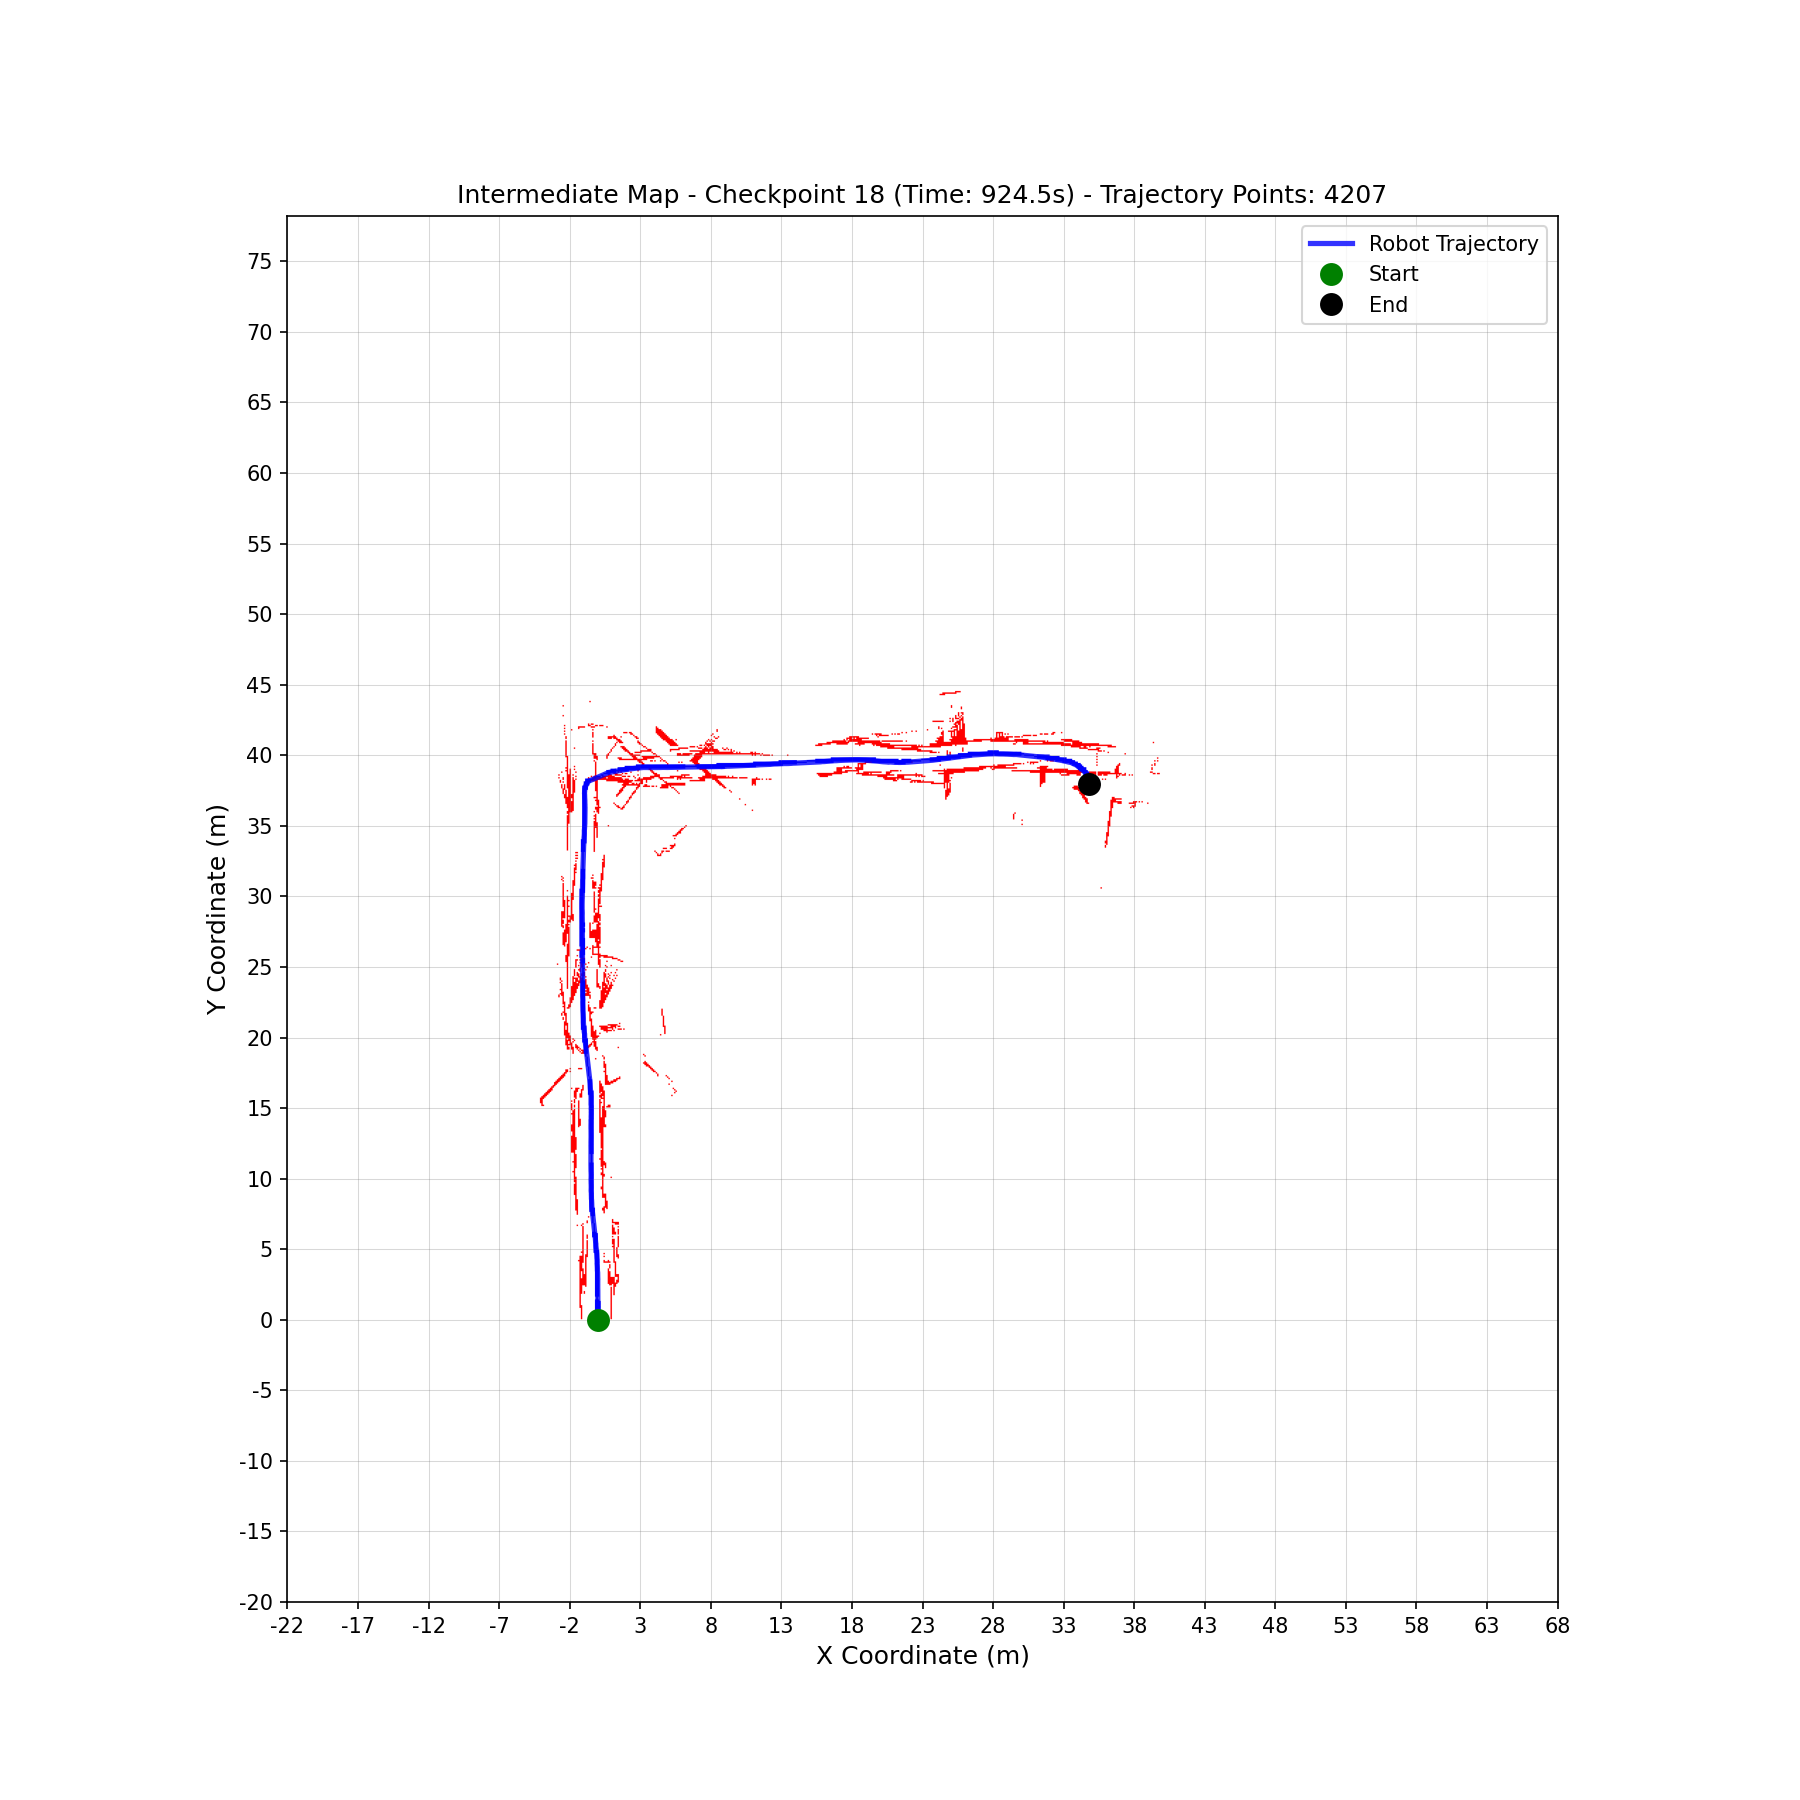 Intermediate Map - Checkpoint 18 (Time: 924.5s) - Trajectory Points: 4207
Robot Trajectory
Start
End
75
70
65
60
55
50
45
40
35
30
25
20
15
10
5
0
-5
-10
-15
-20
Y Coordinate (m)
-22 -17 -12 -7 -2 3 8 13 18 23 28 33 38 43 48 53 58 63 68
X Coordinate (m)